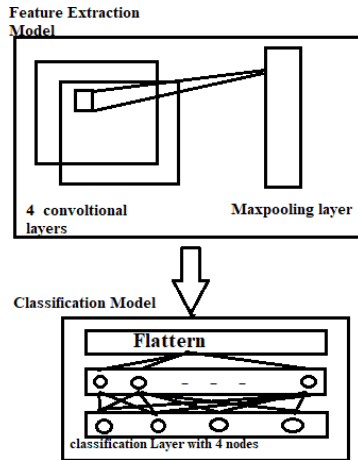 Feature Extraction
Model
4 convoltional
layers
Maxpooling layer
Classification Model
Flattern
classification Layer with 4 nodes